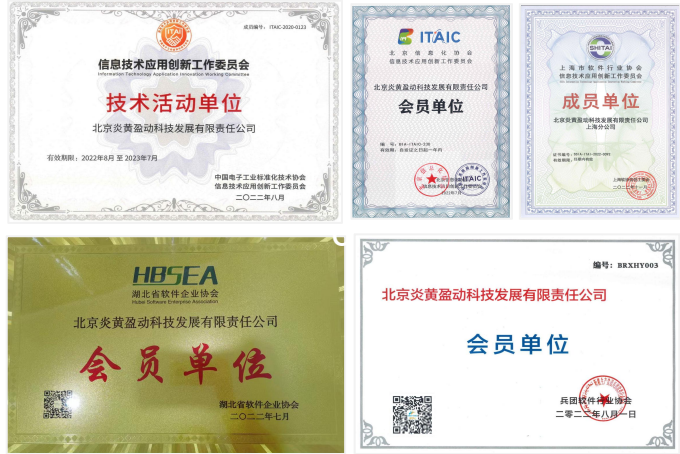 成员编号： ITAIC-2020-0123
ITAI
信息技术应用创新工作委员会
Information Technology Application Innovation Working Committee
技术活动单位
北京炎黄盈动科技发展有限责任公司
有效期限：2022年8月 至 2023年7月
中国电子工业标准化技术协会
信息技术应用创新工作委员会
二〇二二年八月
ITAIC
北京信息化协会
信息技术应用创新工作委员会
北京炎黄盈动科技发展有限责任公司
会员单位
ITAIC
SHITAI
上海市软件行业协会
信息技术应用创新工作委员会
成员单位
北京炎黄盈动科技发展有限责任公司
上海分公司
HBSEA
湖北省软件企业协会
Hubei Software Enterprise Association
北京炎黄盈动科技发展有限责任公司
会员单位
湖北省软件企业协会
二〇二二年七月
编号：BRXHY003
北京炎黄盈动科技发展有限责任公司
会员单位
兵团软件行业协会
二零二二年八月一日